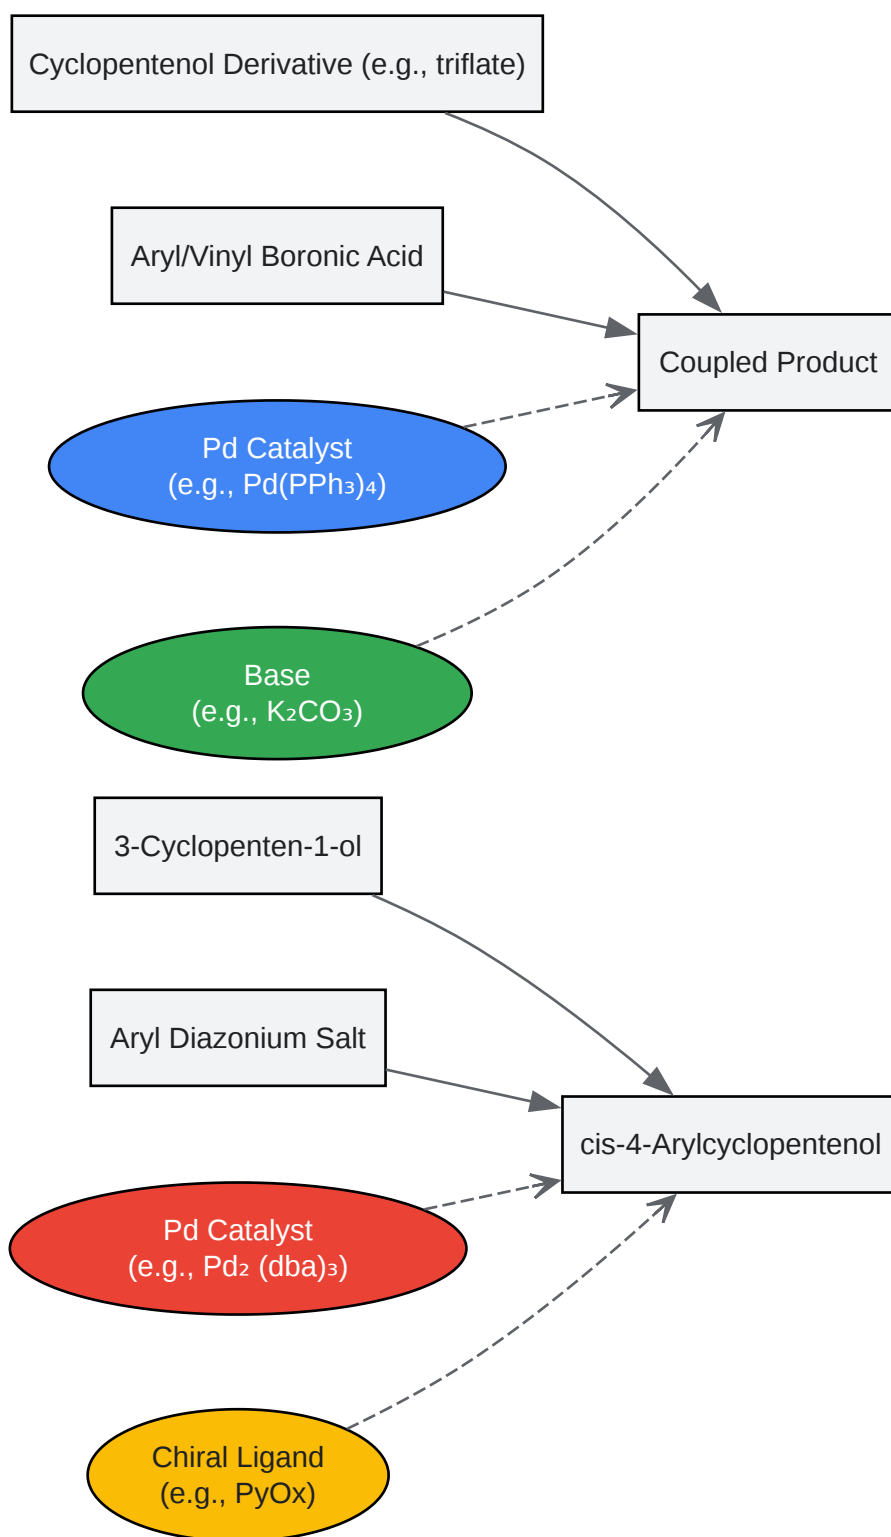 Cyclopentenol Derivative (e.g., triflate)
Aryl/Vinyl Boronic Acid
Coupled Product
Pd Catalyst
(e.g., Pd(PPh₃)₄)
Base
(e.g., K₂CO₃)
3-Cyclopenten-1-ol
Aryl Diazonium Salt
cis-4-Arylcyclopentenol
Pd Catalyst
(e.g., Pd₂ (dba)₃)
Chiral Ligand
(e.g., PyOx)